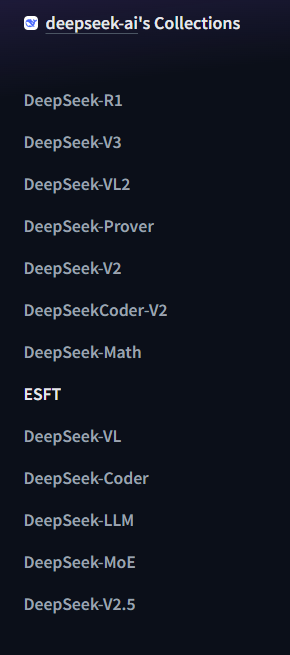 deepseek-ai's Collections
DeepSeek-R1
DeepSeek-V3
DeepSeek-VL2
DeepSeek-Prover
DeepSeek-V2
DeepSeekCoder-V2
DeepSeek-Math
ESFT
DeepSeek-VL
DeepSeek-Coder
DeepSeek-LLM
DeepSeek-MoE
DeepSeek-V2.5